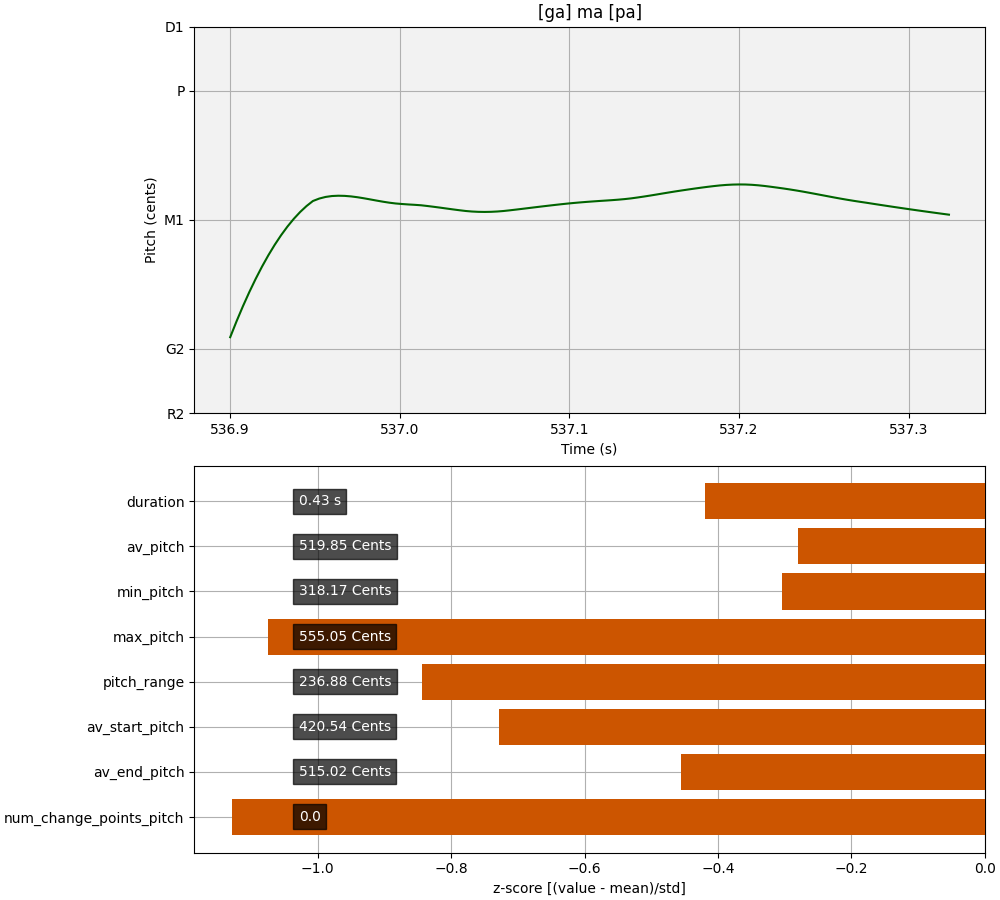 [ga] ma [pa]
D1
P
M1
G2
R2
Pitch (cents)
536.9 537.0 537.1 537.2 537.3
Time (s)
duration 0.43 s
av_pitch 519.85 Cents
min_pitch 318.17 Cents
max_pitch 555.05 Cents
pitch_range 236.88 Cents
av_start_pitch 420.54 Cents
av_end_pitch 515.02 Cents
num_change_points_pitch 0.0
−1.0 −0.8 −0.6 −0.4 −0.2 0.0
z-score [(value - mean)/std]